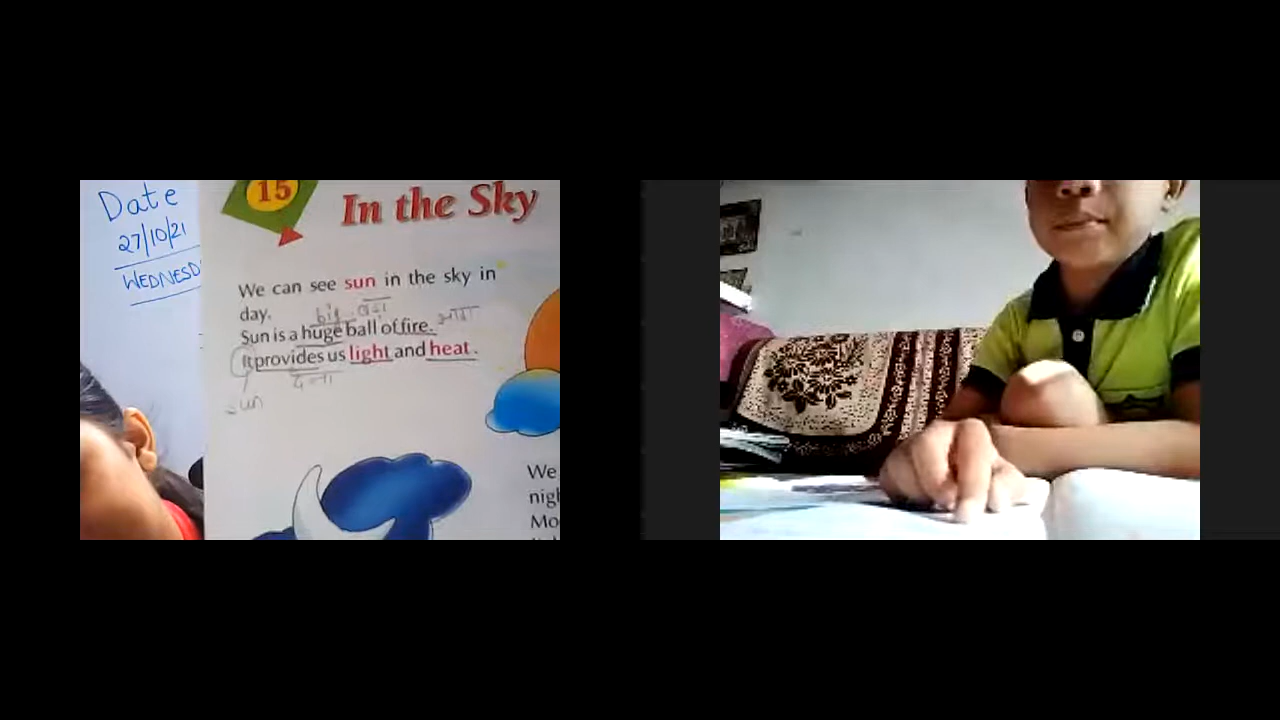 Date
27/10/21
WEDNESD
15
In the Sky
We can see sun in the sky in
day.
big
Sun is a huge ball of fire.
It provides us light and heat.
Sun
We
nigh
Mo